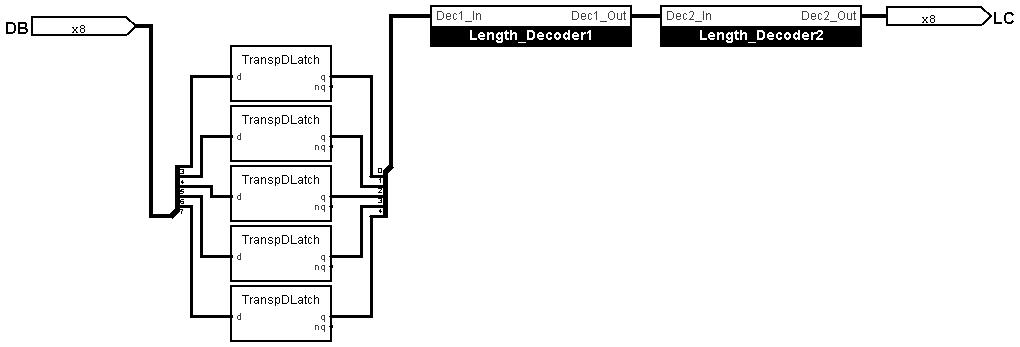 DB
x8
Dec1_In Dec1_Out
Length_Decoder1
Dec2_In Dec2_Out
Length_Decoder2
x8
LC
TranspDLatch
d q
nq
TranspDLatch
d q
nq
TranspDLatch
d q
nq
TranspDLatch
d q
nq
TranspDLatch
d q
nq
3
4
5
6
7
0
1
2
3
4